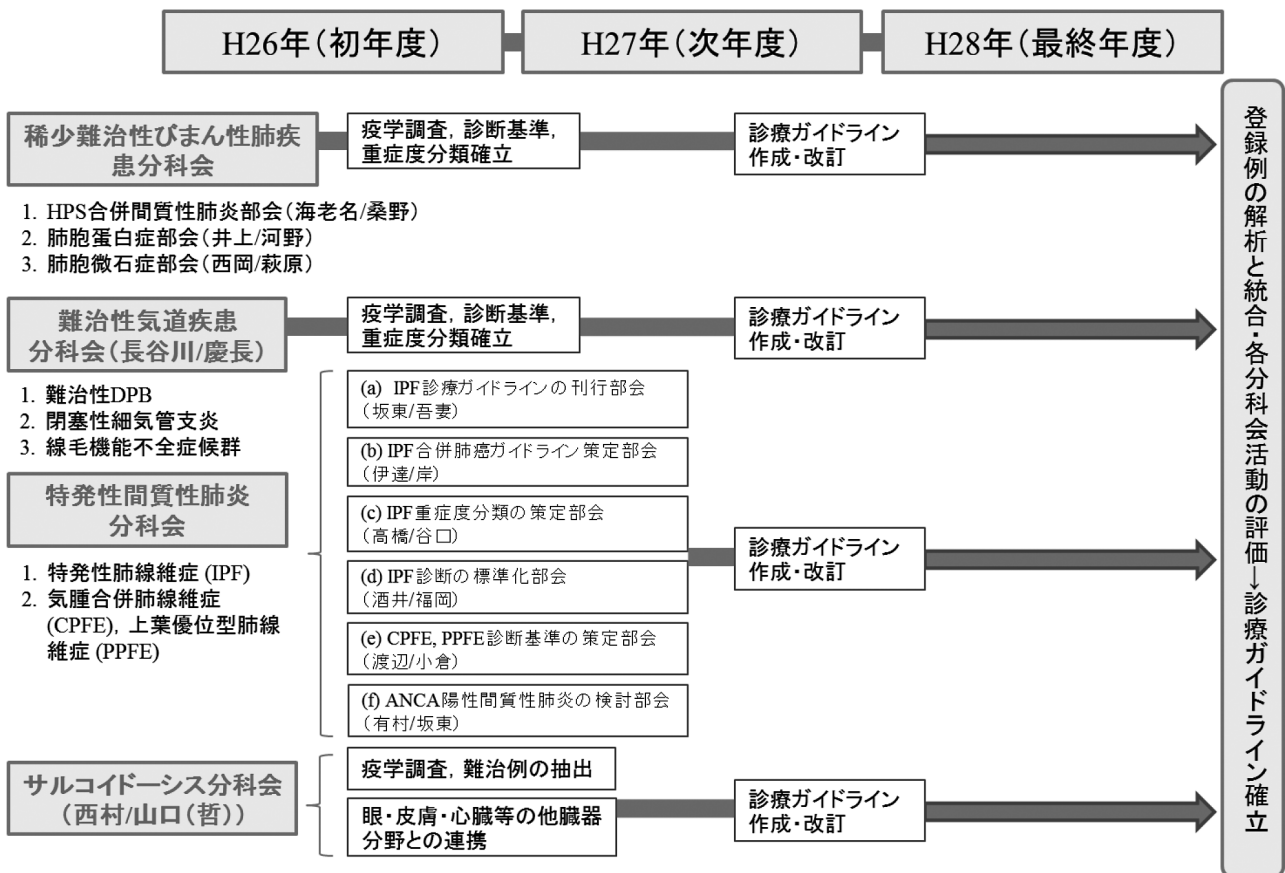 H26年（初年度）
H27年（次年度）
H28年（最終年度）
稀少難治性びまん性肺疾
患分科会
疫学調査，診断基準，
重症度分類確立
診療ガイドライン
作成・改訂
1. HPS合併間質性肺炎部会（海老名/桑野）
2. 肺胞蛋白症部会（井上/河野）
3. 肺胞微石症部会（西岡/萩原）
難治性気道疾患
分科会（長谷川/慶長）
疫学調査，診断基準，
重症度分類確立
診療ガイドライン
作成・改訂
1. 難治性DPB
2. 閉塞性細気管支炎
3. 線毛機能不全症候群
特発性間質性肺炎
分科会
1. 特発性肺線維症 (IPF)
2. 気腫合併肺線維症
(CPFE)，上葉優位型肺線
維症 (PPFE)
(a) IPF診療ガイドラインの刊行部会
（坂東/吾妻）
(b) IPF合併肺癌ガイドライン策定部会
（伊達/岸）
(c) IPF重症度分類の策定部会
（高橋/谷口）
(d) IPF診断の標準化部会
（酒井/福岡）
(e) CPFE, PPFE診断基準の策定部会
（渡辺/小倉）
(f) ANCA陽性間質性肺炎の検討部会
（有村/坂東）
診療ガイドライン
作成・改訂
サルコイドーシス分科会
（西村/山口（哲））
疫学調査，難治例の抽出
眼・皮膚・心臓等の他臓器
分野との連携
診療ガイドライン
作成・改訂
登録例の解析と統合・各分科会活動の評価→診療ガイドライン確立